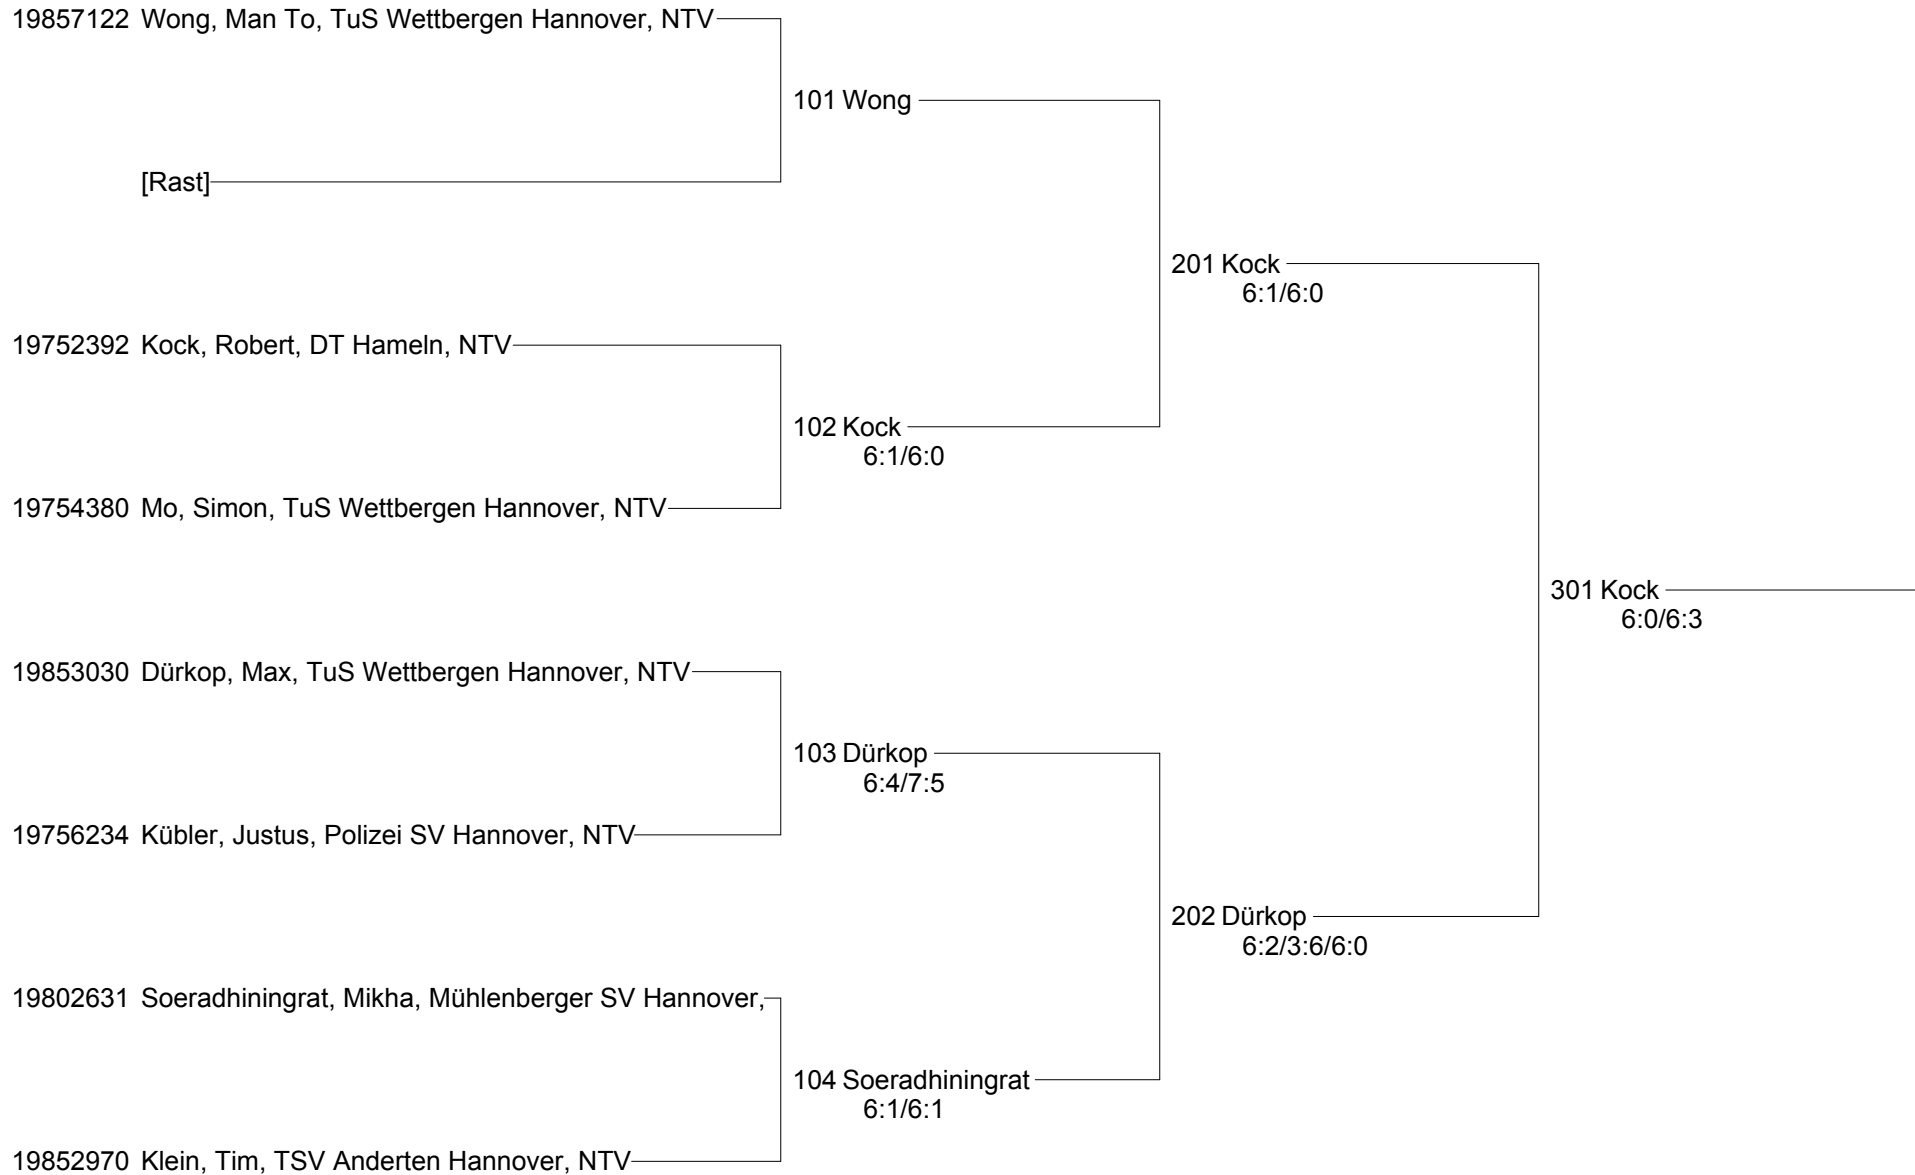 19857122 Wong, Man To, TuS Wettbergen Hannover, NTV
101 Wong
[Rast]
201 Kock
6:1/6:0
19752392 Kock, Robert, DT Hameln, NTV
102 Kock
6:1/6:0
19754380 Mo, Simon, TuS Wettbergen Hannover, NTV
301 Kock
6:0/6:3
19853030 Dürkop, Max, TuS Wettbergen Hannover, NTV
103 Dürkop
6:4/7:5
19756234 Kübler, Justus, Polizei SV Hannover, NTV
202 Dürkop
6:2/3:6/6:0
19802631 Soeradhiningrat, Mikha, Mühlenberger SV Hannover,
104 Soeradhiningrat
6:1/6:1
19852970 Klein, Tim, TSV Anderten Hannover, NTV